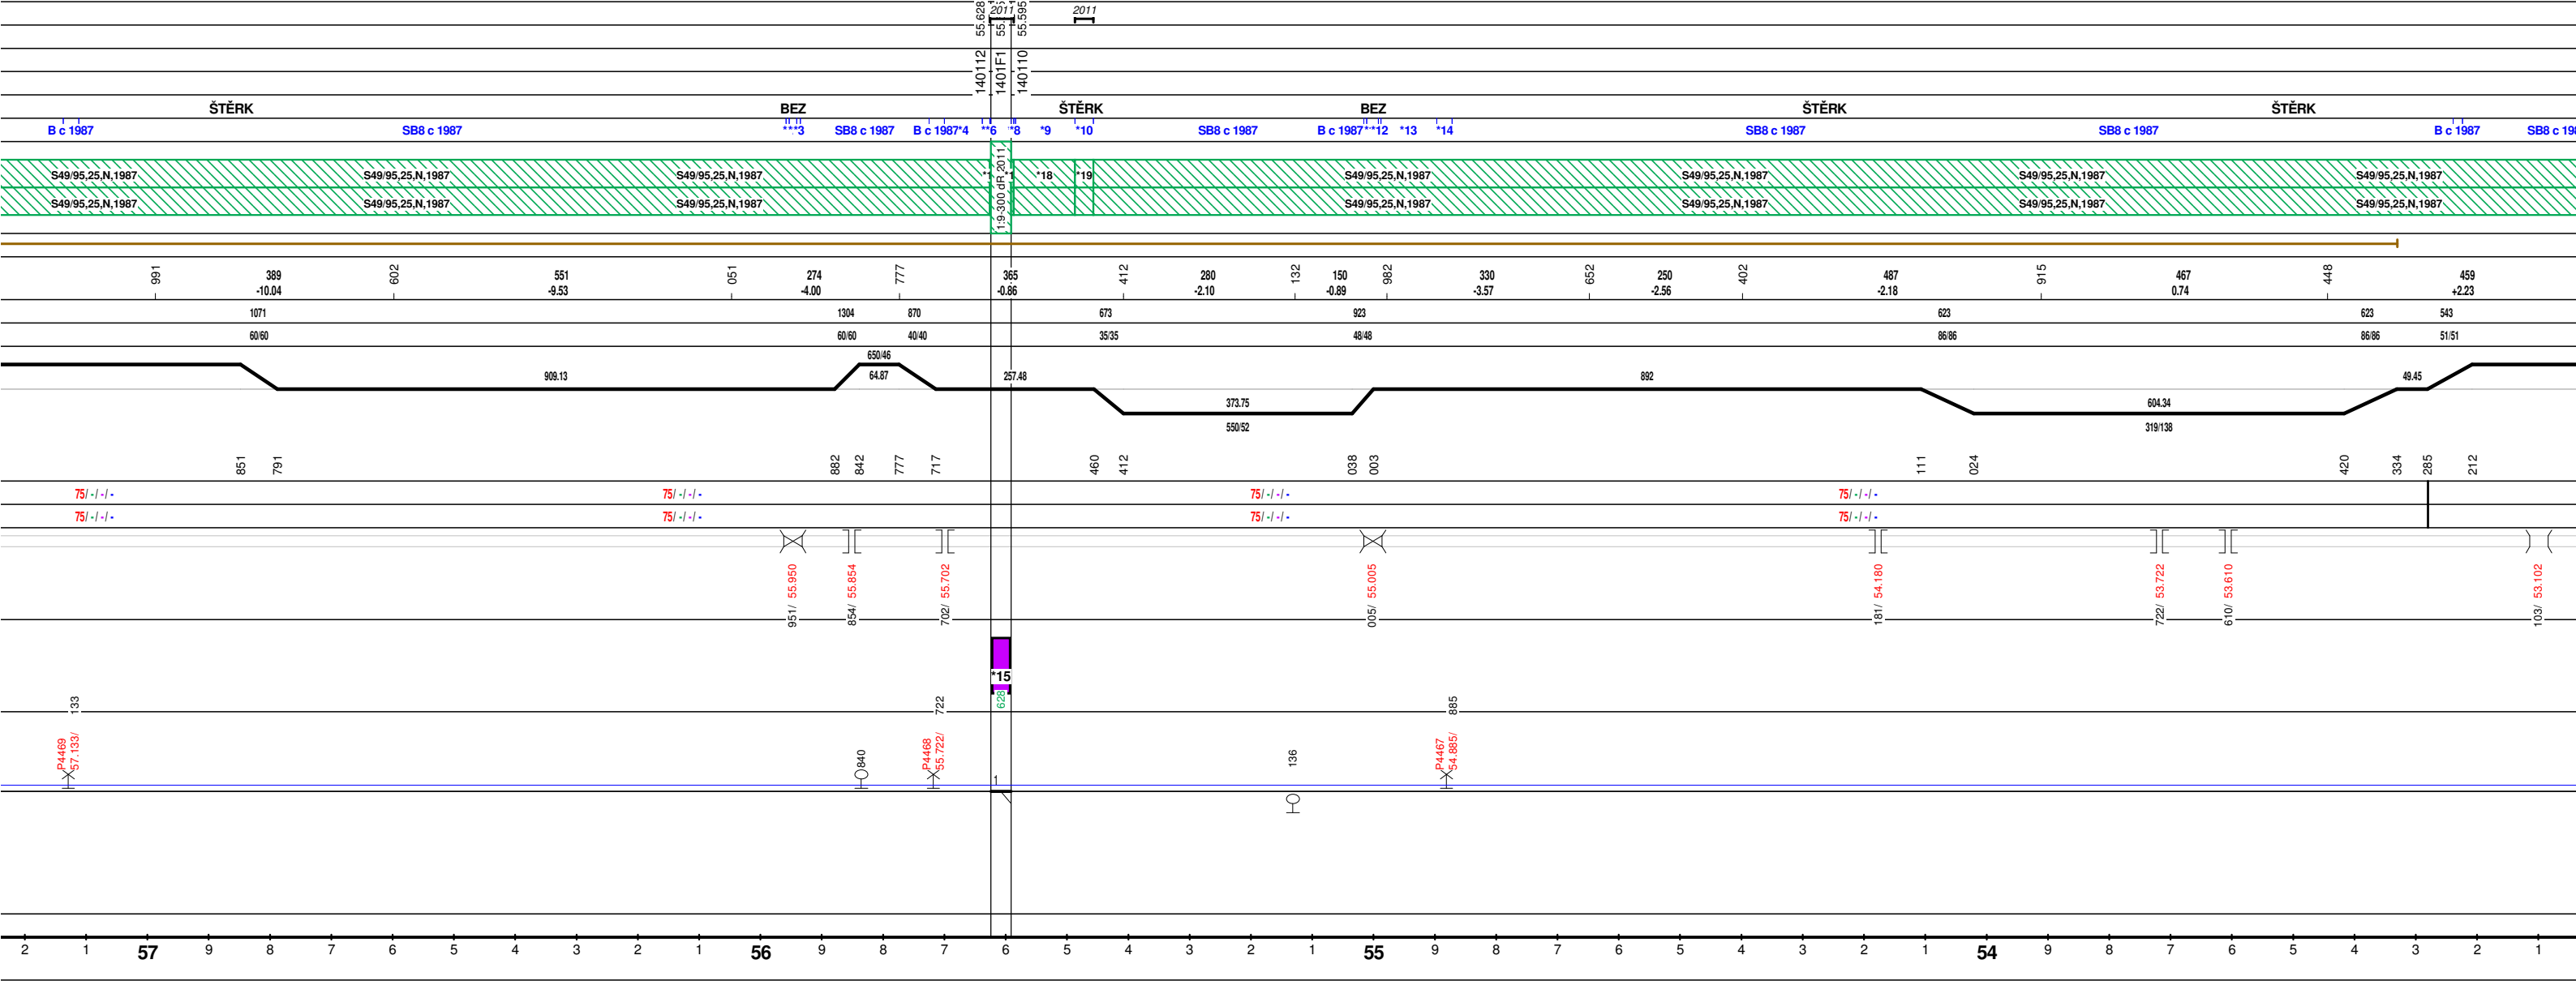 2011 2011
55.628 55. 55.595
140112 1401F1 140110
ŠTĚRK BEZ ŠTĚRK BEZ ŠTĚRK ŠTĚRK
B c 1987 SB8 c 1987 ***3 SB8 c 1987 B c 1987*4 **6 *8 *9 *10 SB8 c 1987 B c 1987 **12 *13 *14 SB8 c 1987 SB8 c 1987 B c 1987 SB8 c 198
1:9-300 dR 2011
S49/95,25,N,1987 S49/95,25,N,1987 S49/95,25,N,1987 *1 *1 *18 *19 S49/95,25,N,1987 S49/95,25,N,1987 S49/95,25,N,1987 S49/95,25,N,1987
S49/95,25,N,1987 S49/95,25,N,1987 S49/95,25,N,1987 S49/95,25,N,1987 S49/95,25,N,1987 S49/95,25,N,1987 S49/95,25,N,1987
991 389 602 551 051 274 777 365 412 280 132 150 982 330 652 250 402 487 915 467 448 459
-10.04 -9.53 -4.00 -0.86 -2.10 -0.89 -3.57 -2.56 -2.18 0.74 +2.23
1071 1304 870 673 923 623 623 543
60/60 60/60 40/40 35/35 48/48 86/86 86/86 51/51
650/46
909.13 64.87 257.48 892 49.45
373.75 604.34
550/52 319/138
851 791 882 842 777 717 460 412 038 003 111 024 420 334 285 212
75/ -/ -/ - 75/ -/ -/ - 75/ -/ -/ - 75/ -/ -/ -
75/ -/ -/ - 75/ -/ -/ - 75/ -/ -/ - 75/ -/ -/ -
951/ 55.950 854/ 55.854 702/ 55.702 005/ 55.005 181/ 54.180 722/ 53.722 610/ 53.610 103/ 53.102
*15
628
133 722 885
P4469 57.133/ 840 P4468 55.722/ 136 P4467 54.885/
1
2 1 57 9 8 7 6 5 4 3 2 1 56 9 8 7 6 5 4 3 2 1 55 9 8 7 6 5 4 3 2 1 54 9 8 7 6 5 4 3 2 1